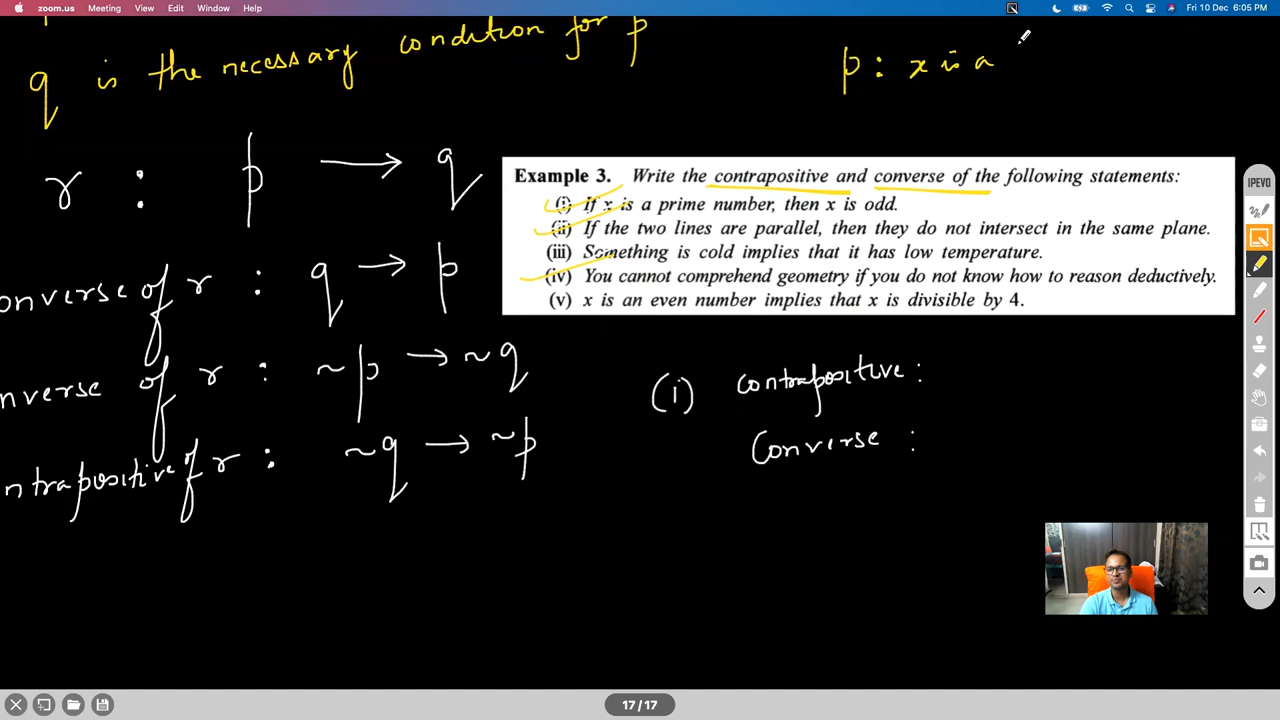 zoom.us Meeting View Edit Window Help Fri 10 Dec 6:05 PM
q is the necessary condition for p
p : x is a
r : p → q
Example 3. Write the contrapositive and converse of the following statements:
(i) If x is a prime number, then x is odd.
(ii) If the two lines are parallel, then they do not intersect in the same plane.
(iii) Something is cold implies that it has low temperature.
(iv) You cannot comprehend geometry if you do not know how to reason deductively.
(v) x is an even number implies that x is divisible by 4.
onverse of r : q → p
nverse of r : ~p → ~q
ntrapositive of r : ~q → ~p
(i) contrapositive :
Converse :
IPEVO
17/17